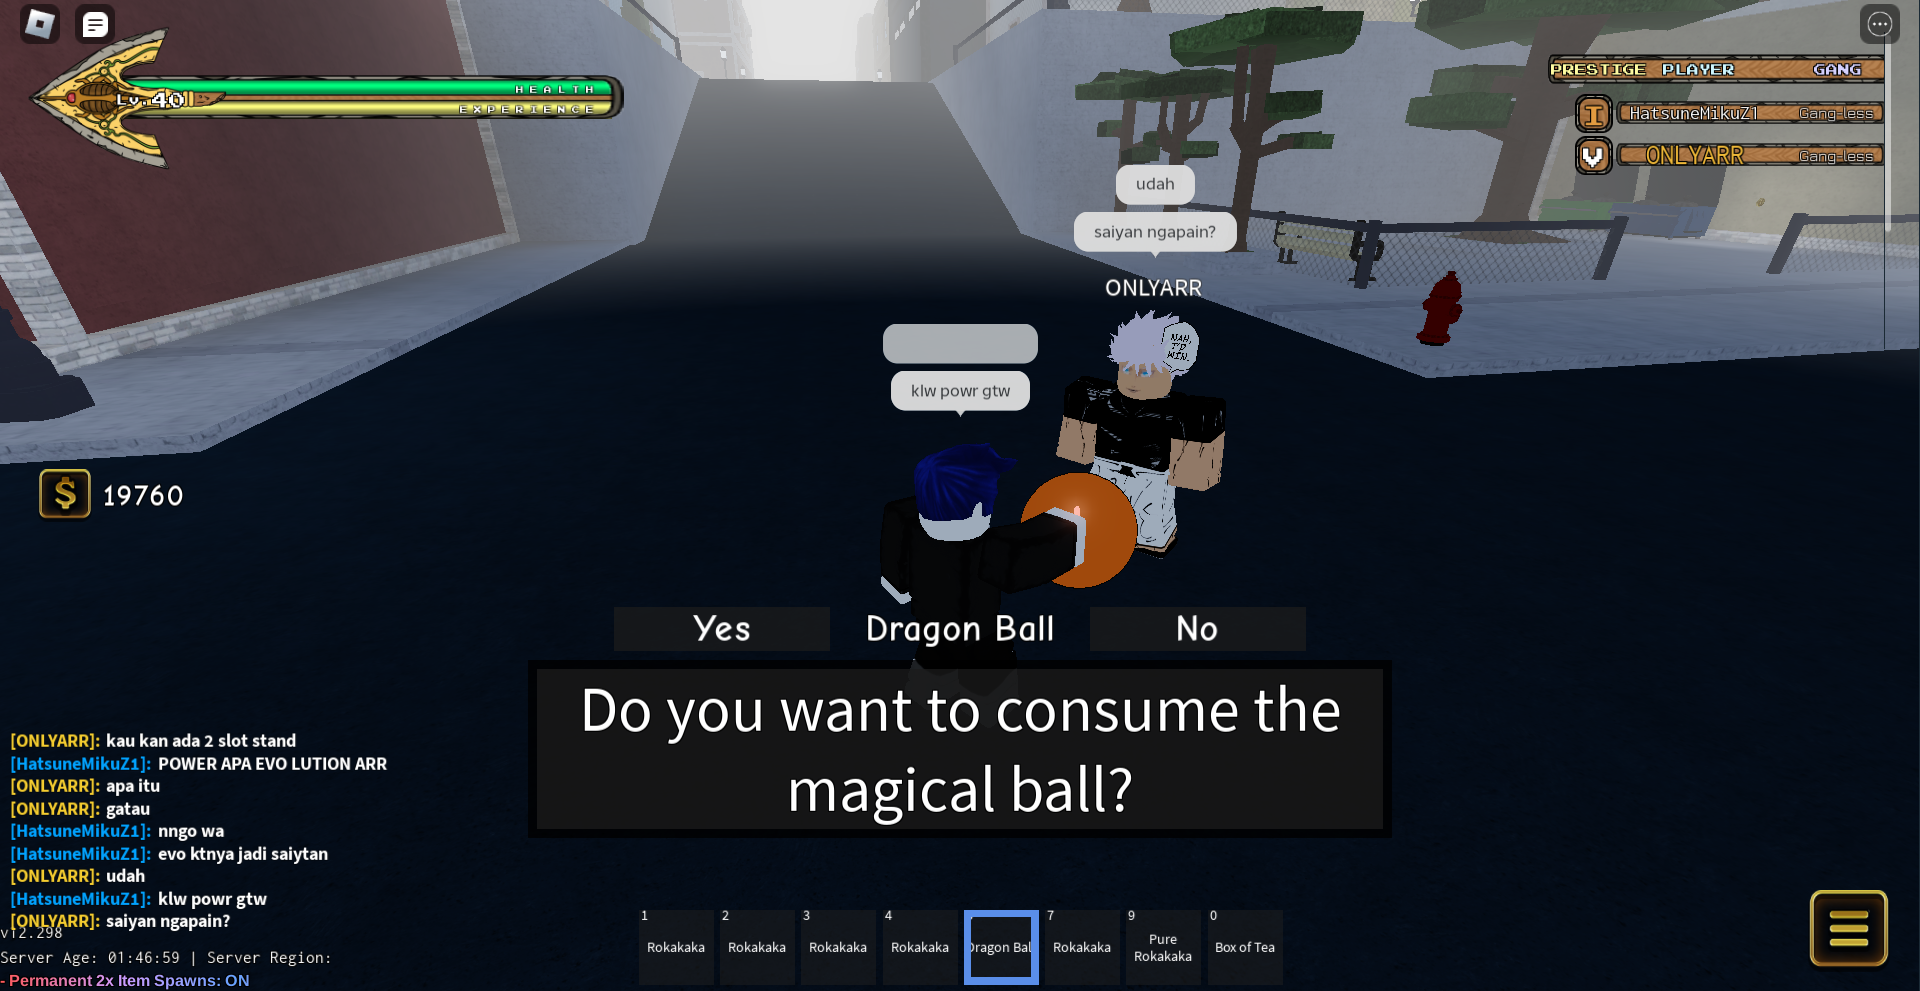 Lv.40
HEALTH
EXPERIENCE
PRESTIGE PLAYER GANG
I HatsuneMikuZ1 Gang-less
V ONLYARR Gang-less
udah
saiyan ngapain?
ONLYARR
NAH,
I'D
WIN.
klw powr gtw
$ 19760
Yes
Dragon Ball
No
Do you want to consume the
magical ball?
[ONLYARR]: kau kan ada 2 slot stand
[HatsuneMikuZ1]: POWER APA EVO LUTION ARR
[ONLYARR]: apa itu
[ONLYARR]: gatau
[HatsuneMikuZ1]: nngo wa
[HatsuneMikuZ1]: evo ktnya jadi saiytan
[ONLYARR]: udah
[HatsuneMikuZ1]: klw powr gtw
[ONLYARR]: saiyan ngapain?
v12.298
Server Age: 01:46:59 | Server Region:
- Permanent 2x Item Spawns: ON
1 Rokakaka
2 Rokakaka
3 Rokakaka
4 Rokakaka
Dragon Bal
7 Rokakaka
9 Pure
Rokakaka
0 Box of Tea